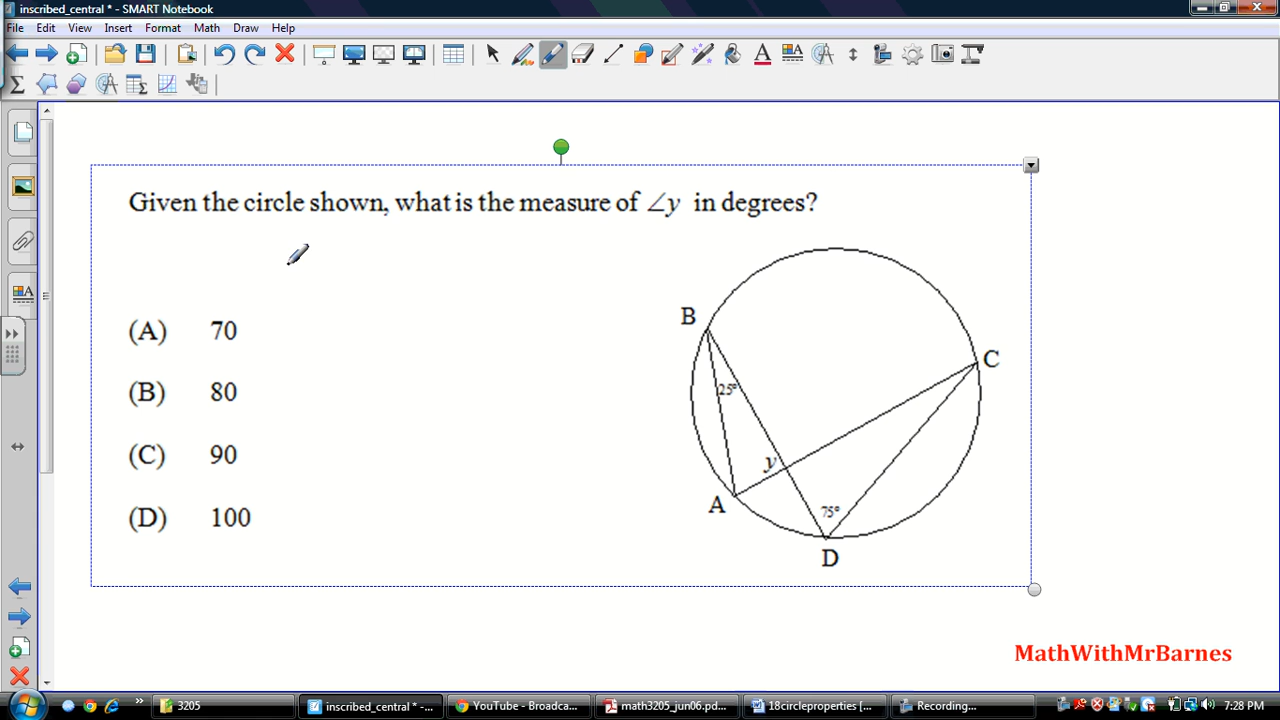 inscribed_central * - SMART Notebook
File Edit View Insert Format Math Draw Help
Given the circle shown, what is the measure of ∠y in degrees?
(A) 70
(B) 80
(C) 90
(D) 100
B
C
25°
y
A
75°
D
MathWithMrBarnes
3205
inscribed_central * -...
YouTube - Broadca...
math3205_jun06.pd...
18circleproperties [...
Recording...
7:28 PM